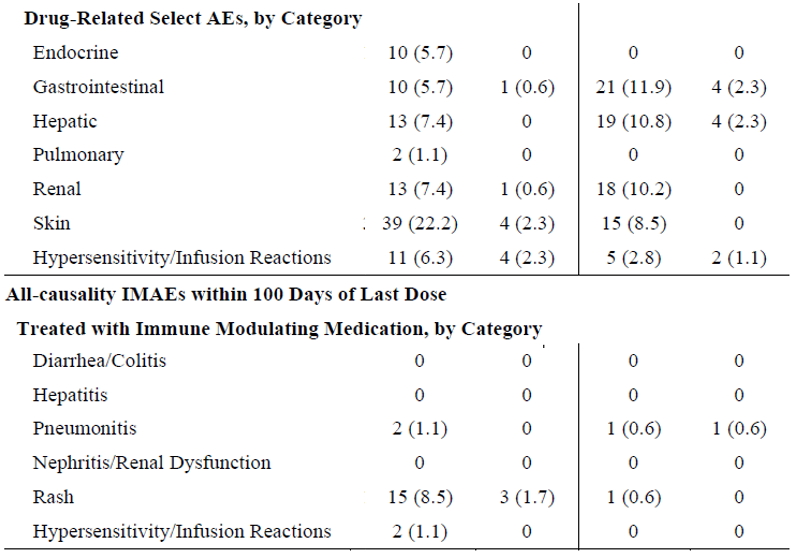 Drug-Related Select AEs, by Category
Endocrine 10 (5.7) 0 0 0
Gastrointestinal 10 (5.7) 1 (0.6) 21 (11.9) 4 (2.3)
Hepatic 13 (7.4) 0 19 (10.8) 4 (2.3)
Pulmonary 2 (1.1) 0 0 0
Renal 13 (7.4) 1 (0.6) 18 (10.2) 0
Skin 39 (22.2) 4 (2.3) 15 (8.5) 0
Hypersensitivity/Infusion Reactions 11 (6.3) 4 (2.3) 5 (2.8) 2 (1.1)
All-causality IMAEs within 100 Days of Last Dose
Treated with Immune Modulating Medication, by Category
Diarrhea/Colitis 0 0 0 0
Hepatitis 0 0 0 0
Pneumonitis 2 (1.1) 0 1 (0.6) 1 (0.6)
Nephritis/Renal Dysfunction 0 0 0 0
Rash 15 (8.5) 3 (1.7) 1 (0.6) 0
Hypersensitivity/Infusion Reactions 2 (1.1) 0 0 0